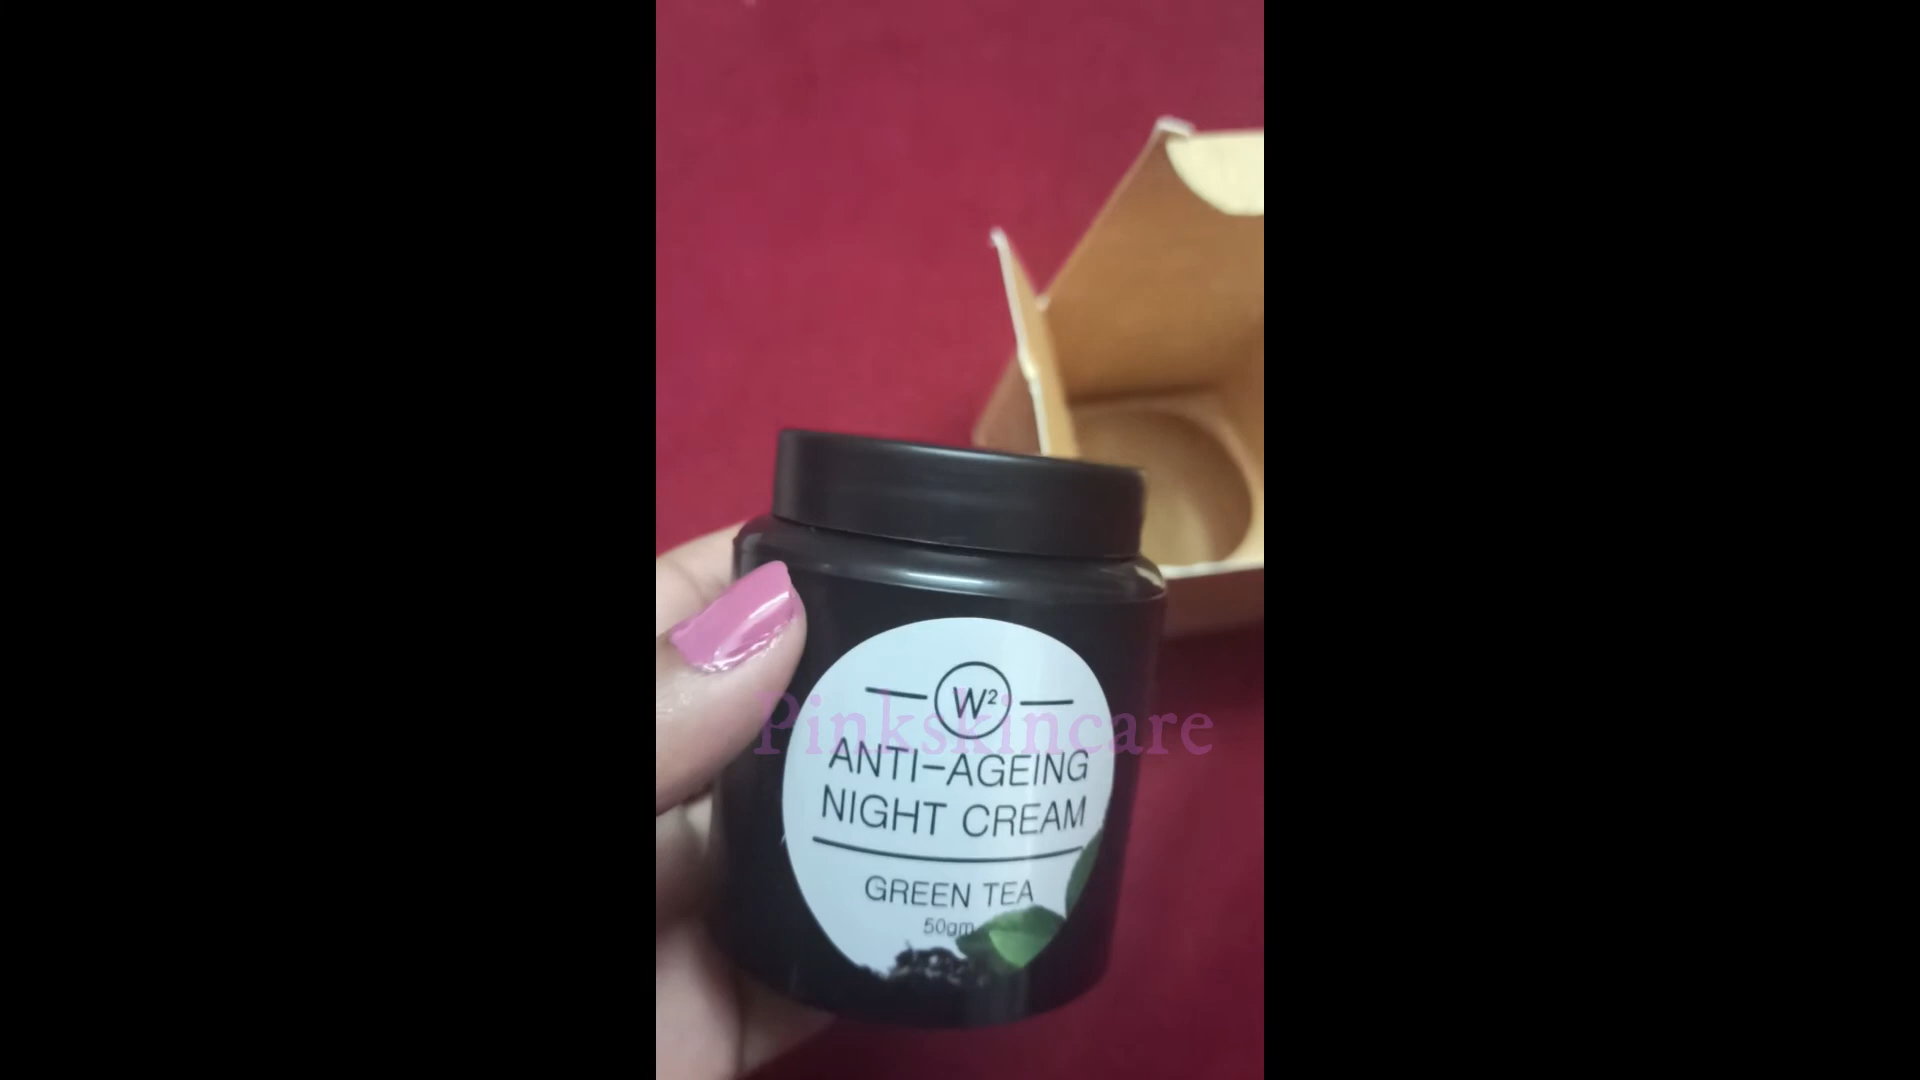 W²
Pinkskincare
ANTI-AGEING
NIGHT CREAM
GREEN TEA
50gm